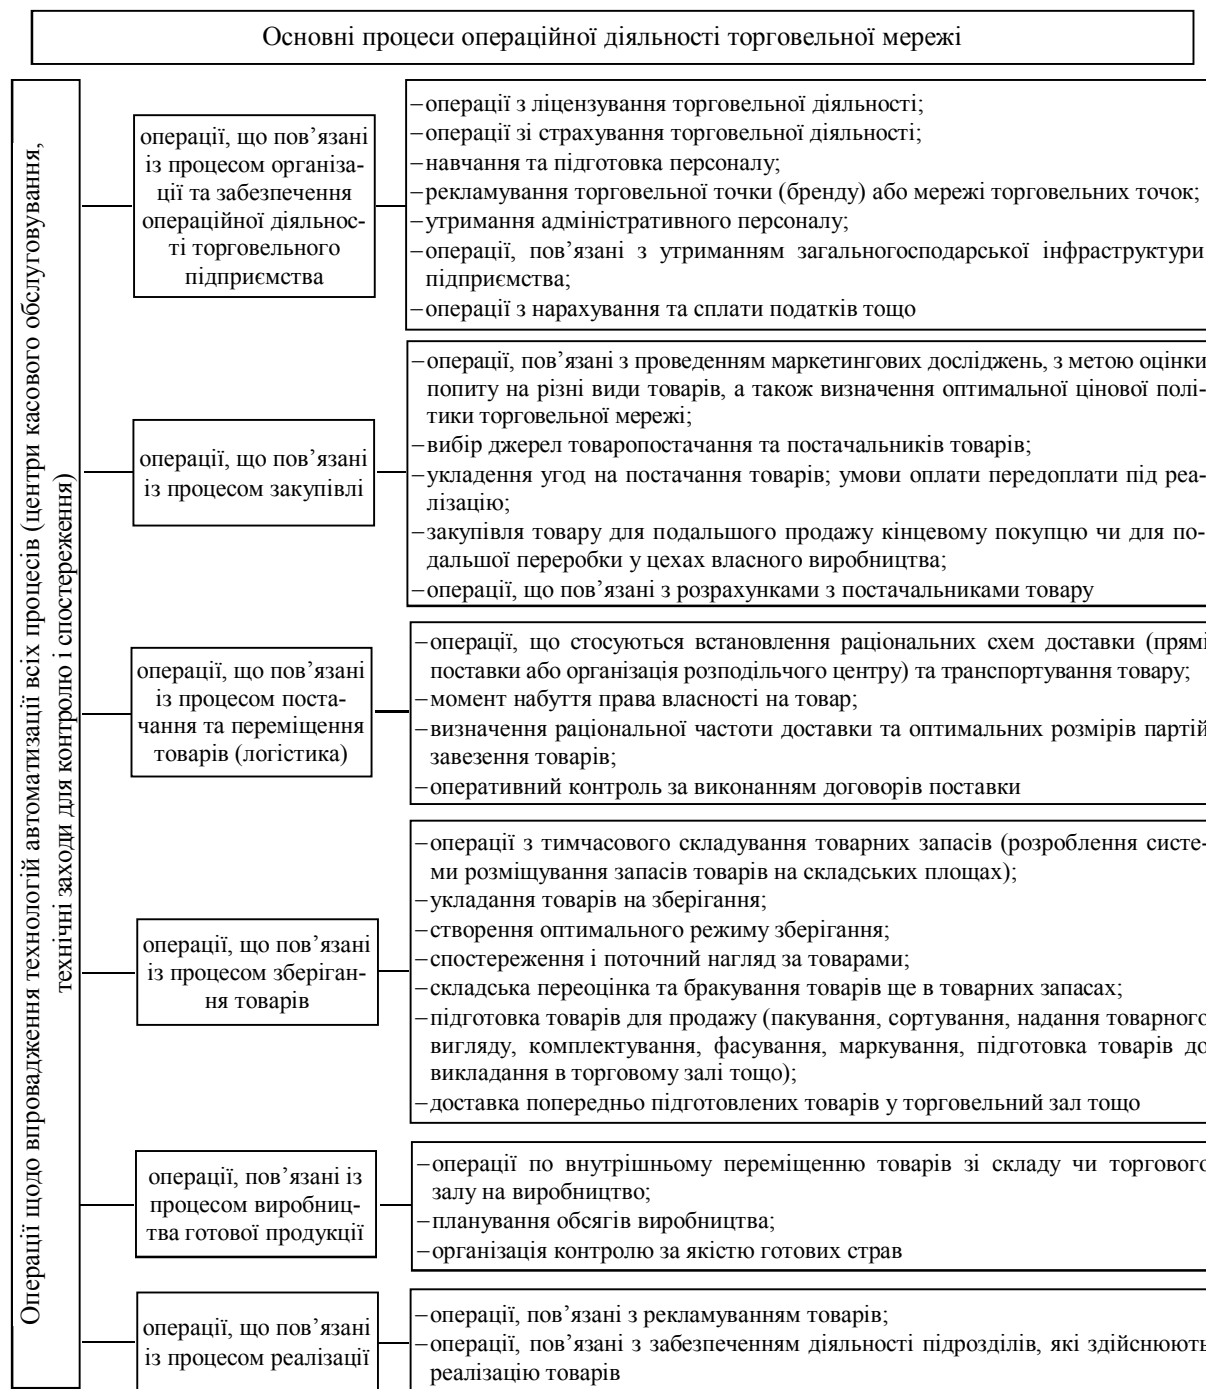 Основні процеси операційної діяльності торговельної мережі
Операції щодо впровадження технологій автоматизації всіх процесів (центри касового обслуговування,
технічні заходи для контролю і спостереження)
операції, що пов’язані
із процесом організа-
ції та забезпечення
операційної діяльнос-
ті торговельного
підприємства
–операції з ліцензування торговельної діяльності;
–операції зі страхування торговельної діяльності;
–навчання та підготовка персоналу;
–рекламування торговельної точки (бренду) або мережі торговельних точок;
–утримання адміністративного персоналу;
–операції, пов’язані з утриманням загальногосподарської інфраструктури
підприємства;
–операції з нарахування та сплати податків тощо
операції, що пов’язані
із процесом закупівлі
–операції, пов’язані з проведенням маркетингових досліджень, з метою оцінки
попиту на різні види товарів, а також визначення оптимальної цінової полі-
тики торговельної мережі;
–вибір джерел товаропостачання та постачальників товарів;
–укладення угод на постачання товарів; умови оплати передоплати під реа-
лізацію;
–закупівля товару для подальшого продажу кінцевому покупцю чи для по-
дальшої переробки у цехах власного виробництва;
–операції, що пов’язані з розрахунками з постачальниками товару
операції, що пов’язані
із процесом поста-
чання та переміщення
товарів (логістика)
–операції, що стосуються встановлення раціональних схем доставки (прямі
поставки або організація розподільчого центру) та транспортування товару;
–момент набуття права власності на товар;
–визначення раціональної частоти доставки та оптимальних розмірів партій
завезення товарів;
–оперативний контроль за виконанням договорів поставки
операції, що пов’язані
із процесом зберіган-
ня товарів
–операції з тимчасового складування товарних запасів (розроблення систе-
ми розміщування запасів товарів на складських площах);
–укладання товарів на зберігання;
–створення оптимального режиму зберігання;
–спостереження і поточний нагляд за товарами;
–складська переоцінка та бракування товарів ще в товарних запасах;
–підготовка товарів для продажу (пакування, сортування, надання товарного
вигляду, комплектування, фасування, маркування, підготовка товарів до
викладання в торговому залі тощо);
–доставка попередньо підготовлених товарів у торговельний зал тощо
операції, пов’язані із
процесом виробниц-
тва готової продукції
–операції по внутрішньому переміщенню товарів зі складу чи торгового
залу на виробництво;
–планування обсягів виробництва;
–організація контролю за якістю готових страв
операції, що пов’язані
із процесом реалізації
–операції, пов’язані з рекламуванням товарів;
–операції, пов’язані з забезпеченням діяльності підрозділів, які здійснюють
реалізацію товарів